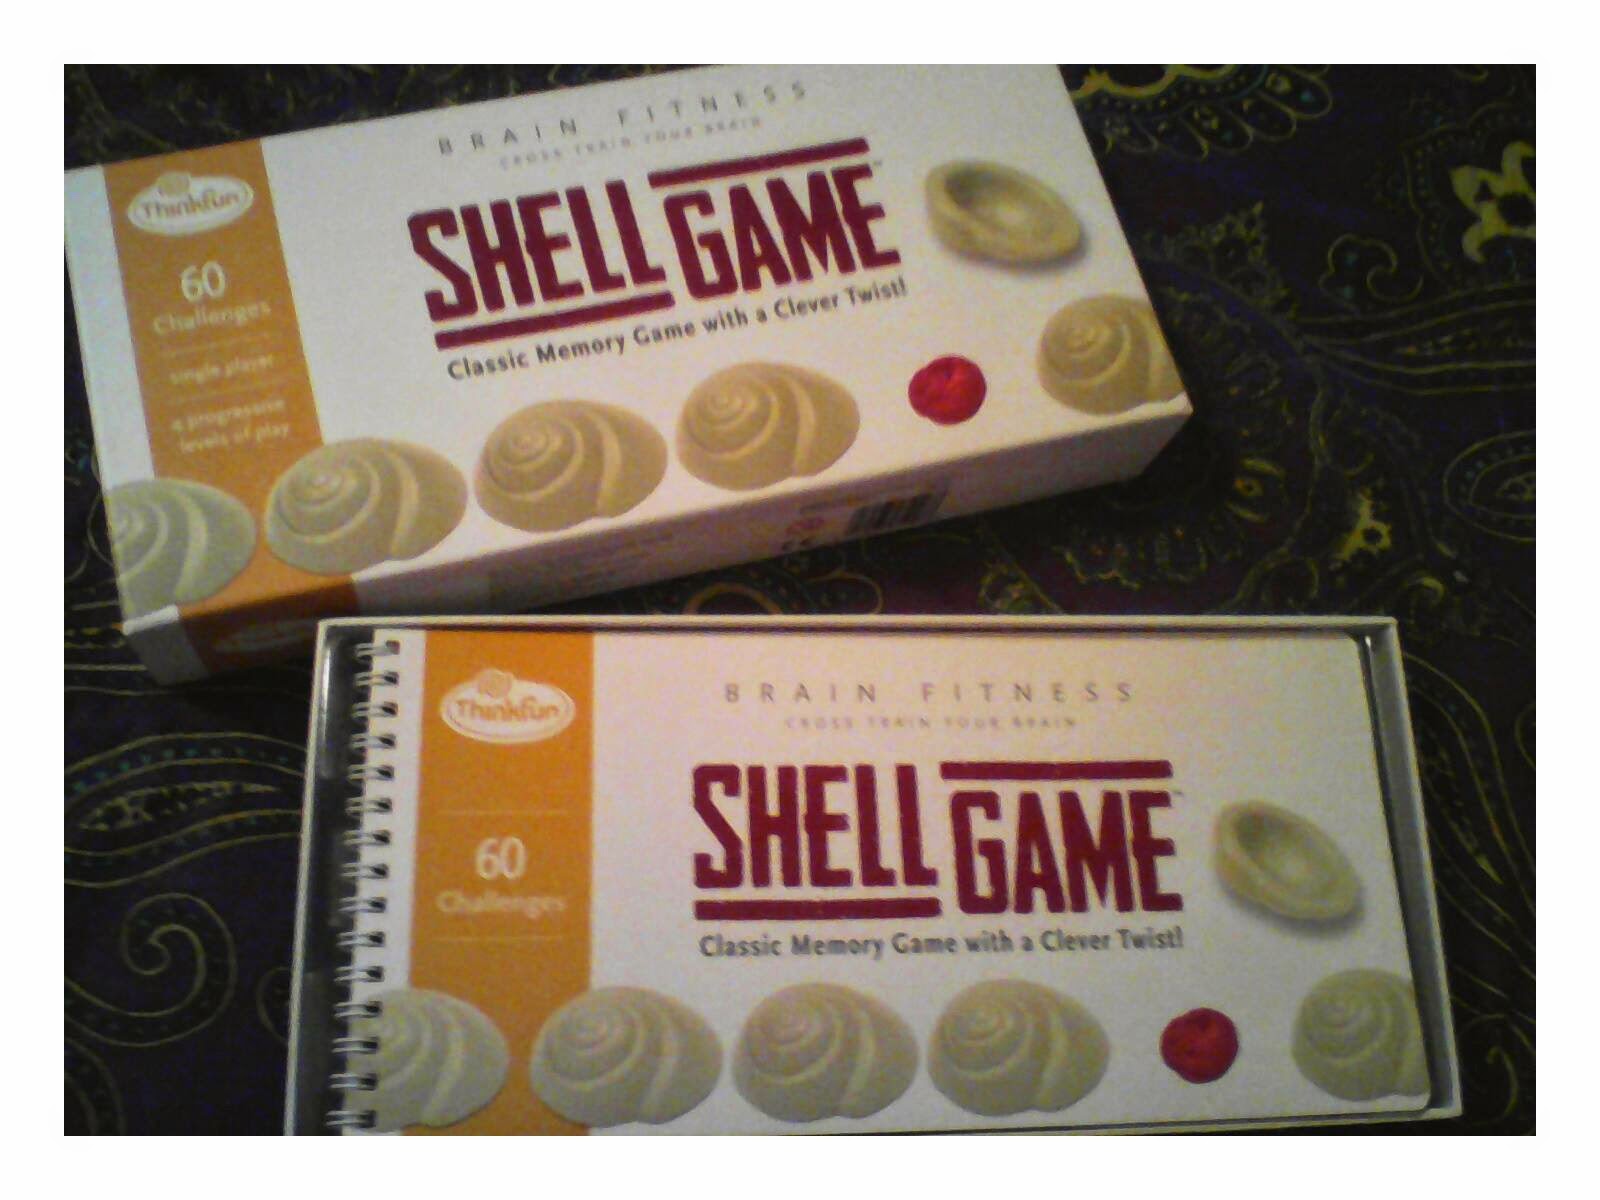 BRAIN FITNESS
CROSS TRAIN YOUR BRAIN
Thinkfun
SHELL GAME™
60
Challenges
Classic Memory Game with a Clever Twist!
single player
4 progressive
levels of play
BRAIN FITNESS
CROSS TRAIN YOUR BRAIN
Thinkfun
SHELL GAME™
60
Challenges
Classic Memory Game with a Clever Twist!